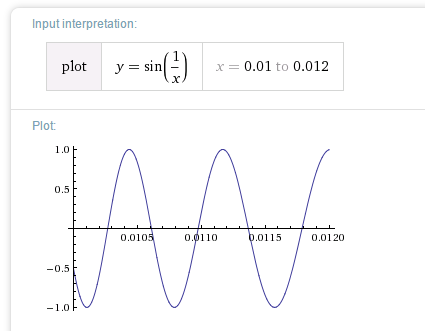 Input interpretation:
plot y = sin(1/x) x = 0.01 to 0.012
Plot:
1.0
0.5
0.0105 0.0110 0.0115 0.0120
−0.5
−1.0